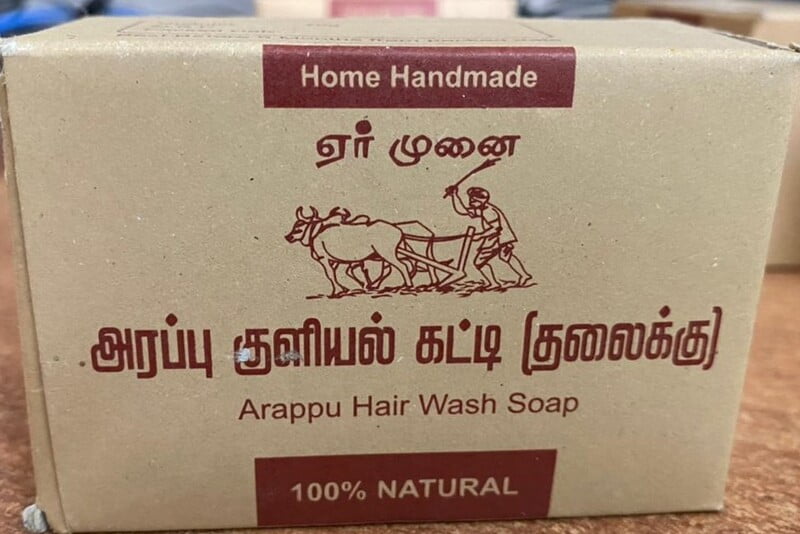 Home Handmade
ஏர் முனை
அரப்பு குளியல் கட்டி (தலைக்கு)
Arappu Hair Wash Soap
100% NATURAL